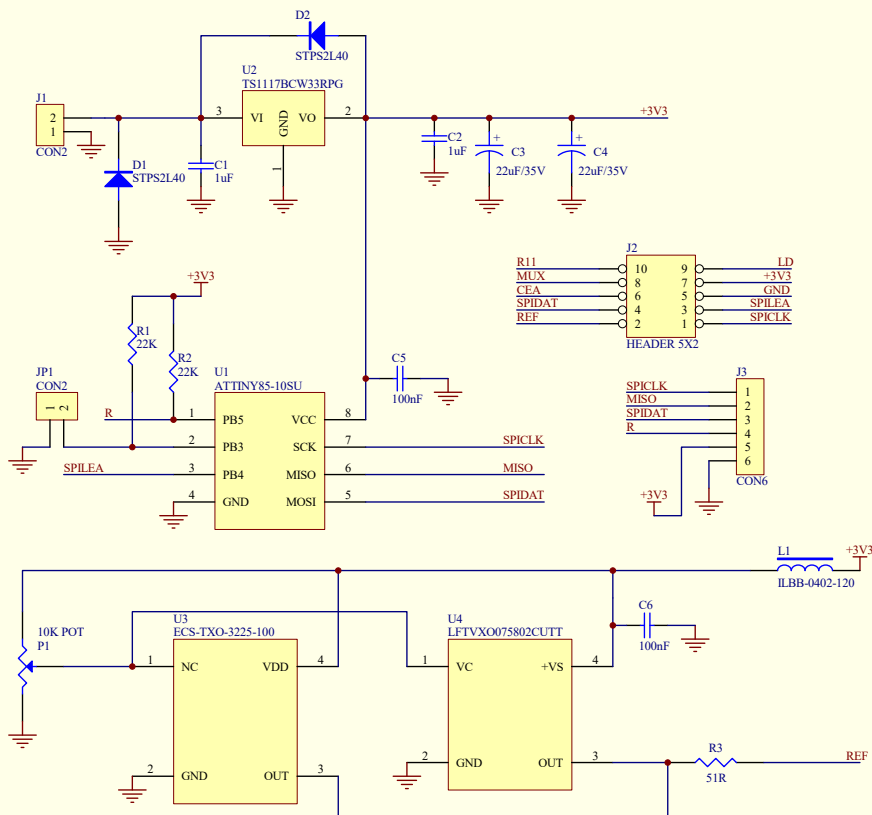 D2
STPS2L40
U2
TS1117BCW33RPG
J1
2
1
CON2
3
VI
GND
VO
2
1
+3V3
D1
STPS2L40
C1
1uF
C2
1uF
+
C3
22uF/35V
+
C4
22uF/35V
J2
R11
10
9
LD
MUX
8
7
+3V3
CEA
6
5
GND
SPIDAT
4
3
SPILEA
REF
2
1
SPICLK
HEADER 5X2
+3V3
R1
22K
R2
22K
JP1
CON2
1
2
U1
ATTINY85-10SU
C5
100nF
R
1
PB5
VCC
8
2
PB3
SCK
7
SPICLK
SPILEA
3
PB4
MISO
6
MISO
4
GND
MOSI
5
SPIDAT
J3
SPICLK
1
MISO
2
SPIDAT
3
R
4
5
6
CON6
+3V3
L1
+3V3
ILBB-0402-120
10K POT
P1
U3
ECS-TXO-3225-100
1
NC
VDD
4
2
GND
OUT
3
U4
LFTVXO075802CUTT
1
VC
+VS
4
2
GND
OUT
3
C6
100nF
R3
51R
REF